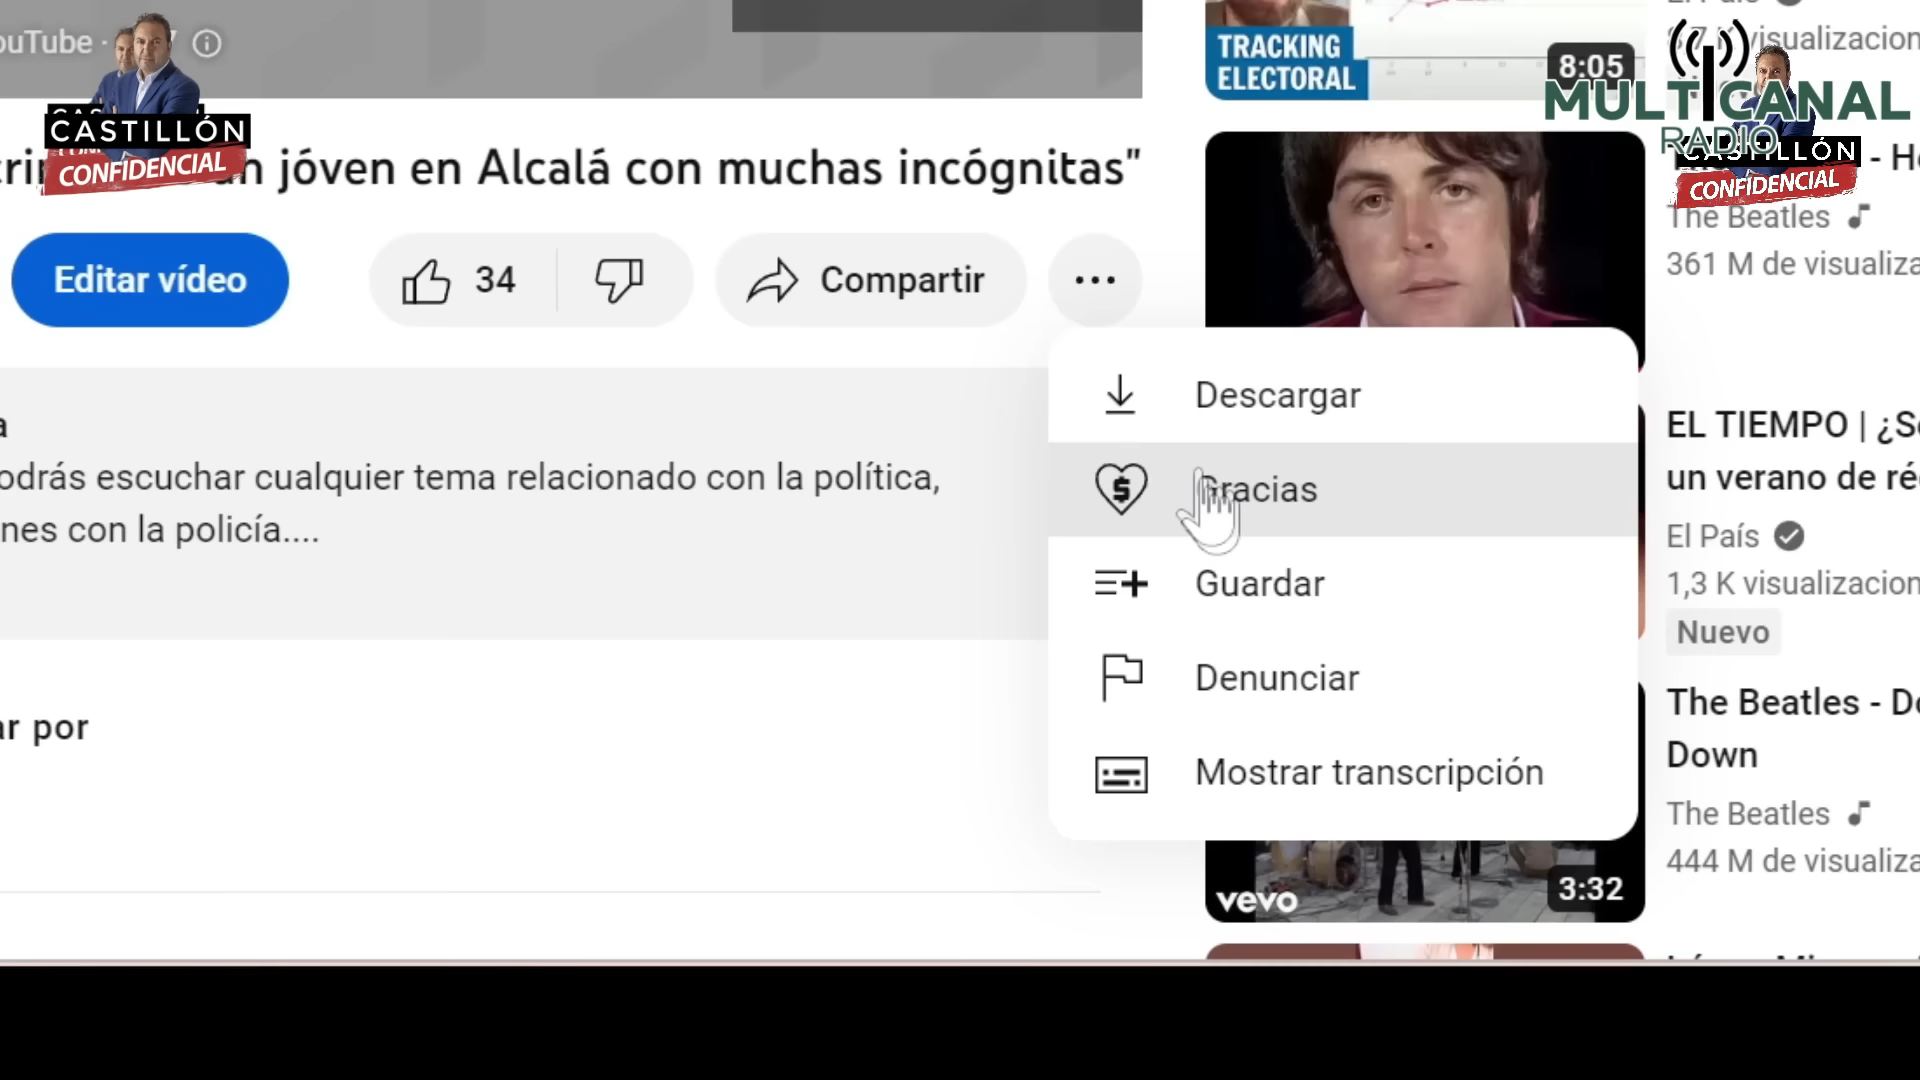 ouTube ·
CASTILLÓN
CONFIDENCIAL
jóven en Alcalá con muchas incógnitas"
Editar vídeo
34
Compartir
odrás escuchar cualquier tema relacionado con la política,
nes con la policía....
ar por
Descargar
Gracias
Guardar
Denunciar
Mostrar transcripción
TRACKING
ELECTORAL
8:05
visualizacion
MULTICANAL
RADIO
CASTILLÓN
CONFIDENCIAL
- H
The Beatles
361 M de visualiza
EL TIEMPO | ¿S
un verano de ré
El País
1,3 K visualizacion
Nuevo
The Beatles - D
Down
The Beatles
444 M de visualiza
vevo
3:32